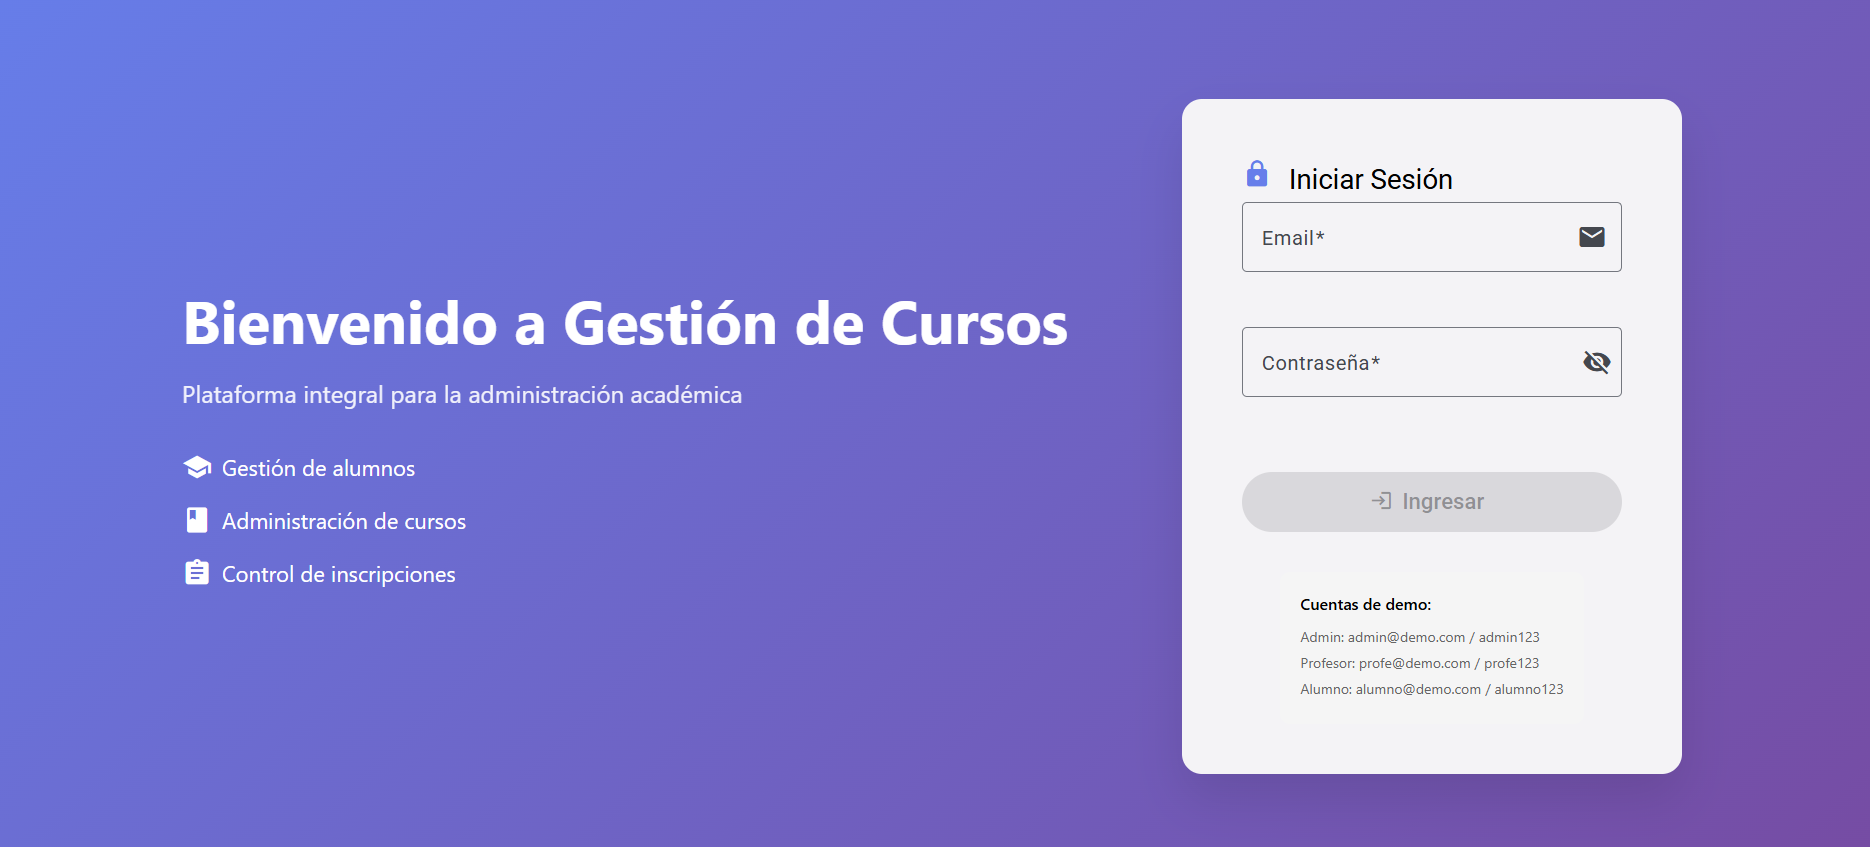 Bienvenido a Gestión de Cursos
Plataforma integral para la administración académica
Gestión de alumnos
Administración de cursos
Control de inscripciones
Iniciar Sesión
Email*
Contraseña*
Ingresar
Cuentas de demo:
Admin: admin@demo.com / admin123
Profesor: profe@demo.com / profe123
Alumno: alumno@demo.com / alumno123